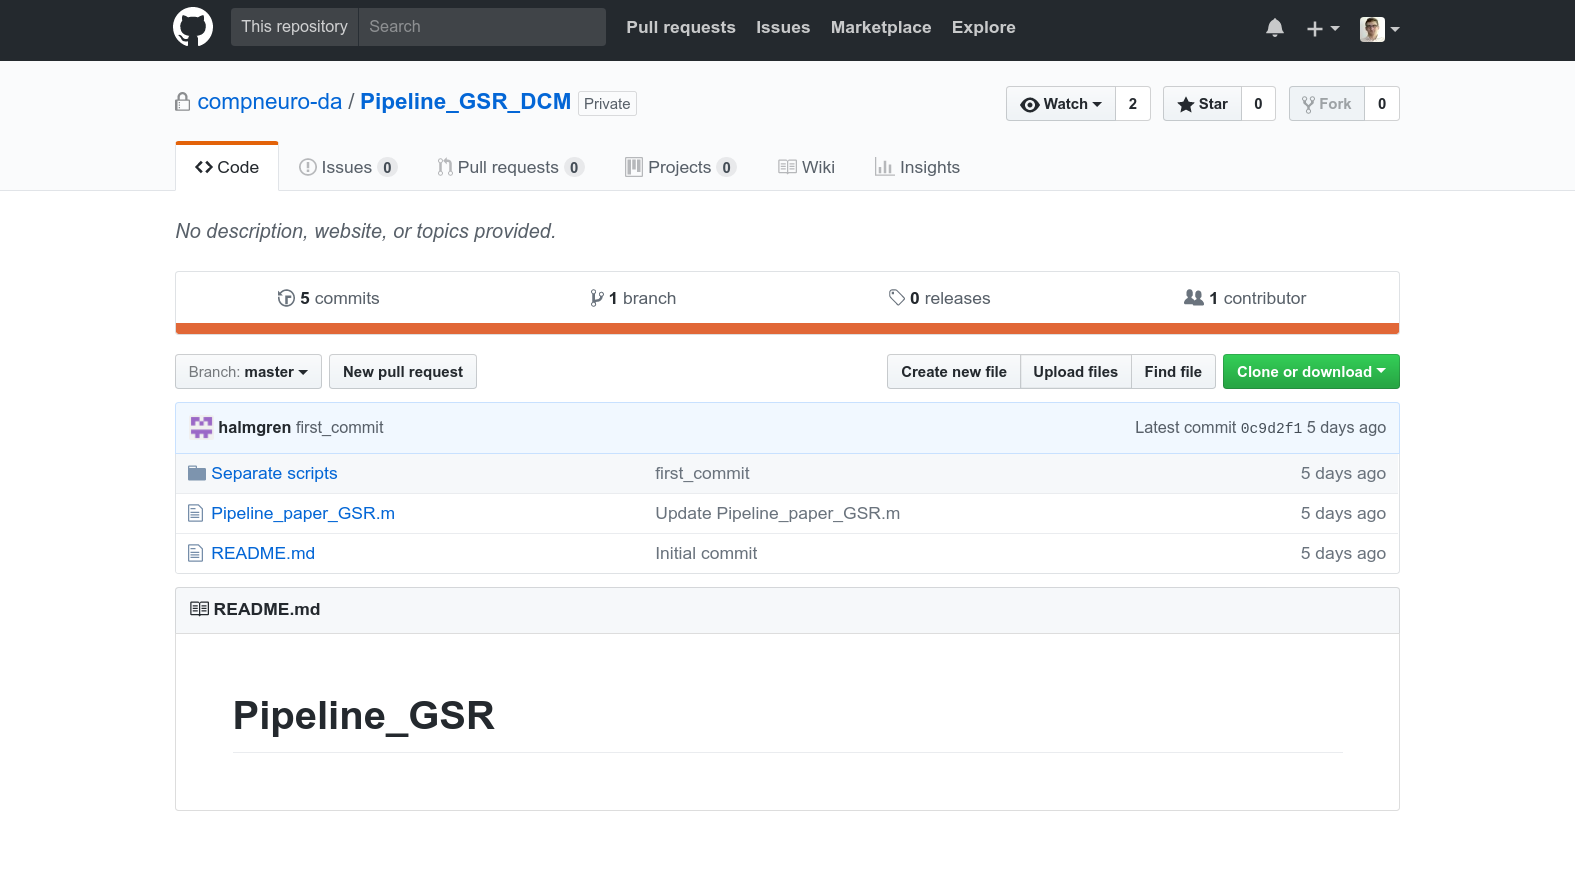 This repository Search Pull requests Issues Marketplace Explore
compneuro-da / Pipeline_GSR_DCM Private Watch 2 Star 0 Fork 0
Code Issues 0 Pull requests 0 Projects 0 Wiki Insights
No description, website, or topics provided.
5 commits 1 branch 0 releases 1 contributor
Branch: master New pull request Create new file Upload files Find file Clone or download
halmgren first_commit Latest commit 0c9d2f1 5 days ago
Separate scripts first_commit 5 days ago
Pipeline_paper_GSR.m Update Pipeline_paper_GSR.m 5 days ago
README.md Initial commit 5 days ago
README.md
Pipeline_GSR